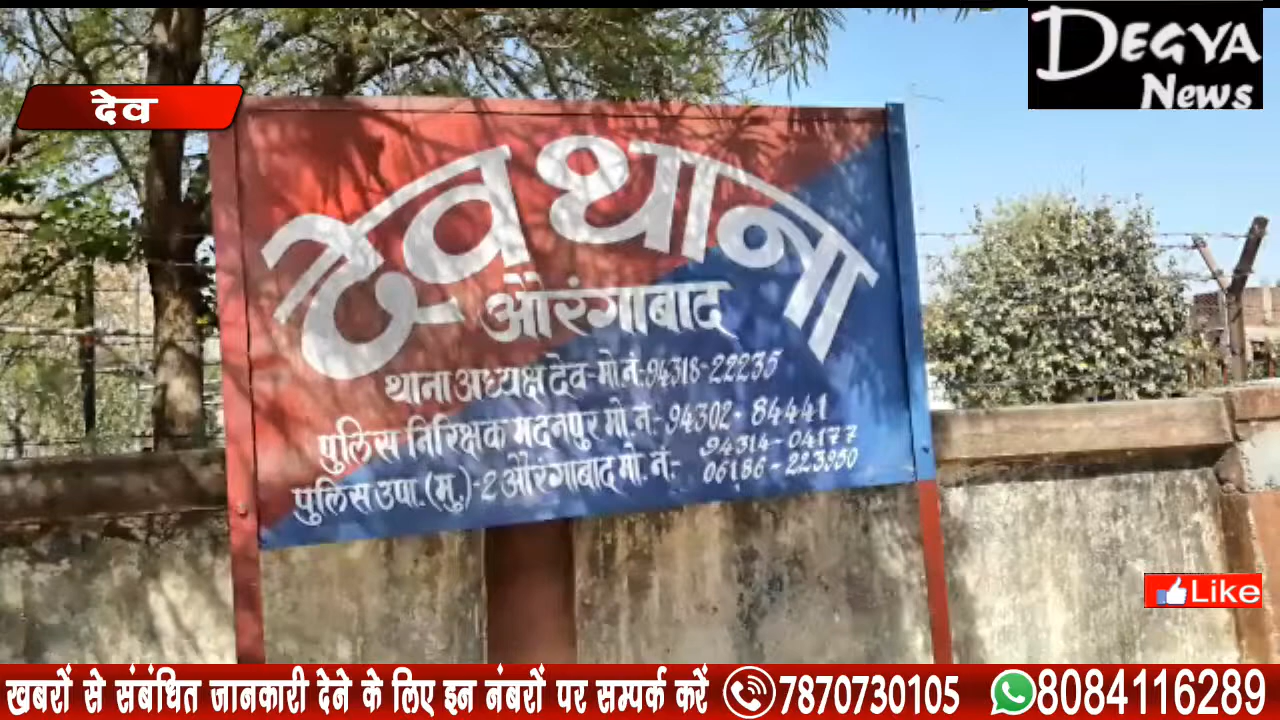 DEGYA
News
देव
देव थाना
औरंगाबाद
थाना अध्यक्ष देव-मो.नं.-94318-22235
पुलिस निरिक्षक मदनपुर मो.नं.- 94302-84441
94314-04177
पुलिस उपा.(मु.)-2 औरंगाबाद मो.नं.- 06186-223950
Like
खबरों से संबंधित जानकारी देने के लिए इन नंबरों पर सम्पर्क करें 7870730105 8084116289